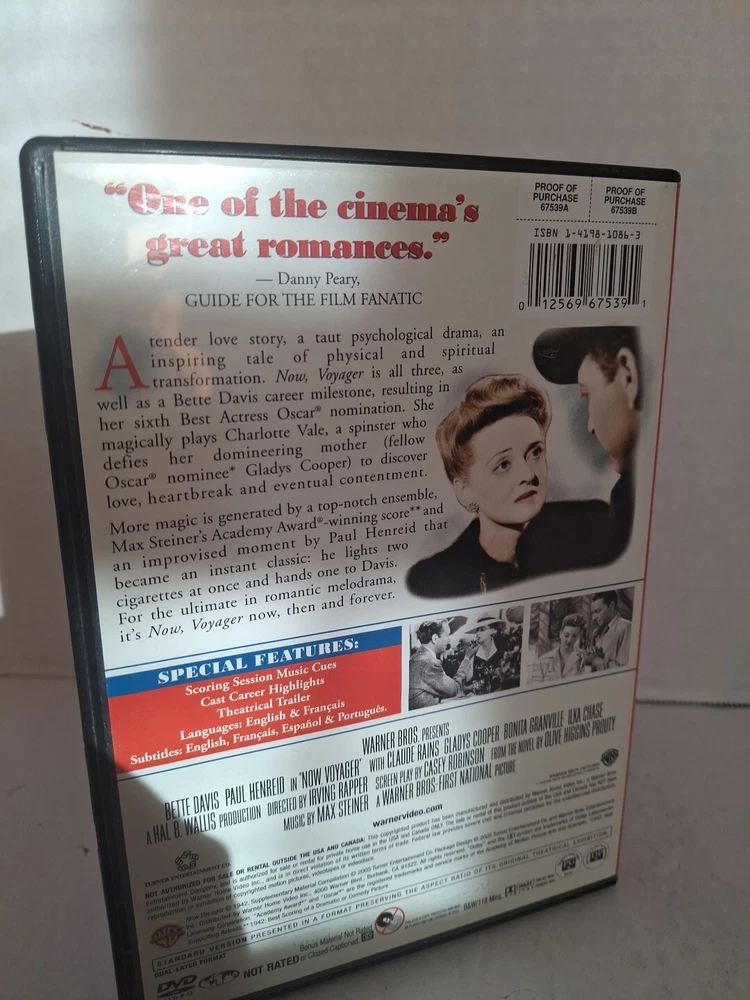 “One of the cinema’s
great romances.”
— Danny Peary,
GUIDE FOR THE FILM FANATIC
PROOF OF
PURCHASE
67539A
PROOF OF
PURCHASE
67539B
ISBN 1-4198-1086-3
0 12569 67539 1
A tender love story, a taut psychological drama, an
inspiring tale of physical and spiritual
transformation. Now, Voyager is all three, as
well as a Bette Davis career milestone, resulting in
her sixth Best Actress Oscar® nomination. She
magically plays Charlotte Vale, a spinster who
defies her domineering mother (fellow
Oscar® nominee* Gladys Cooper) to discover
love, heartbreak and eventual contentment.
More magic is generated by a top-notch ensemble,
Max Steiner’s Academy Award®-winning score** and
an improvised moment by Paul Henreid that
became an instant classic: he lights two
cigarettes at once and hands one to Davis.
For the ultimate in romantic melodrama,
it’s Now, Voyager now, then and forever.
SPECIAL FEATURES:
Scoring Session Music Cues
Cast Career Highlights
Theatrical Trailer
Languages: English & Français
Subtitles: English, Français, Español & Português.
WARNER BROS. PRESENTS
BETTE DAVIS PAUL HENREID IN "NOW VOYAGER" WITH CLAUDE RAINS GLADYS COOPER BONITA GRANVILLE ILKA CHASE
A HAL B. WALLIS PRODUCTION DIRECTED BY IRVING RAPPER SCREEN PLAY BY CASEY ROBINSON FROM THE NOVEL BY OLIVE HIGGINS PROUTY
MUSIC BY MAX STEINER A WARNER BROS.-FIRST NATIONAL PICTURE
warnervideo.com
TURNER ENTERTAINMENT CO.
NOT AUTHORIZED FOR SALE OR RENTAL OUTSIDE THE USA AND CANADA:
STANDARD VERSION PRESENTED IN A FORMAT PRESERVING THE ASPECT RATIO OF ITS ORIGINAL THEATRICAL EXHIBITION
DUAL-LAYER FORMAT
DVD
VIDEO
NOT RATED
Bonus Material Not Rated
or Closed Captioned.
B&W/118 Mins.